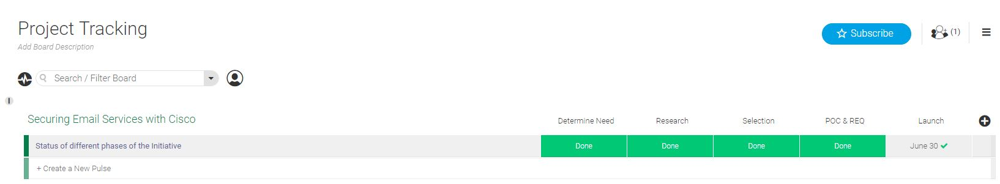 Project Tracking
Add Board Description
Subscribe
(1)
Search / Filter Board
Securing Email Services with Cisco
Determine Need Research Selection POC & REQ Launch
Status of different phases of the Initiative Done Done Done Done June 30
+ Create a New Pulse